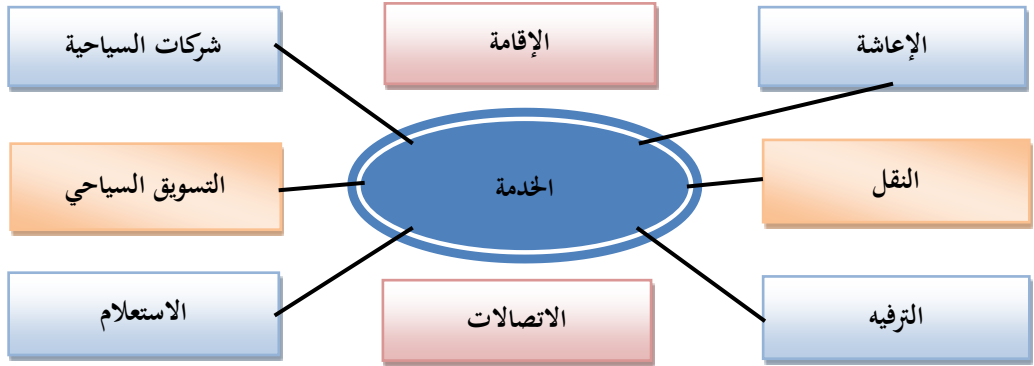 الإعاشة
الإقامة
شركات السياحية
النقل
الخدمة
التسويق السياحي
الترفيه
الاتصالات
الاستعلام